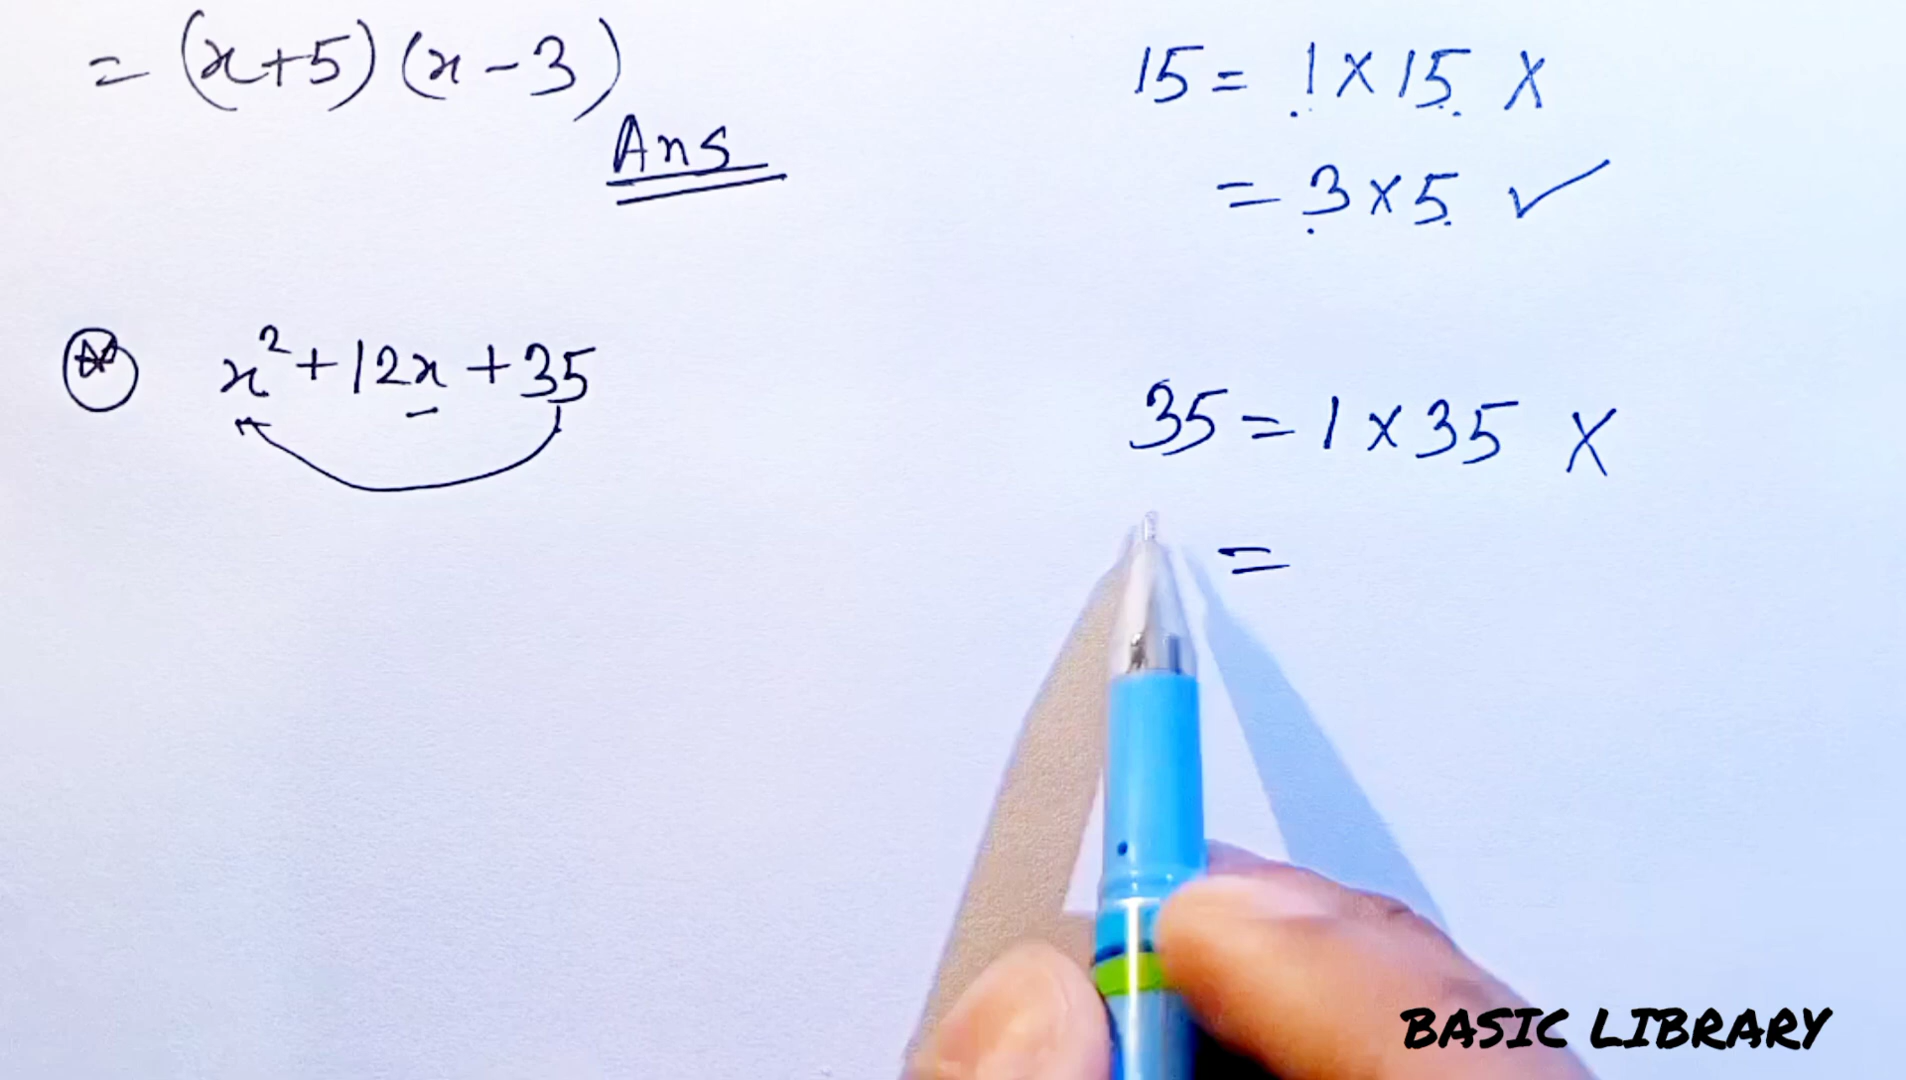 = (x+5) (x-3)
Ans
15 = 1 × 15 ×
= 3 × 5 ✓
x² + 12x + 35
35 = 1 × 35 ×
=
BASIC LIBRARY